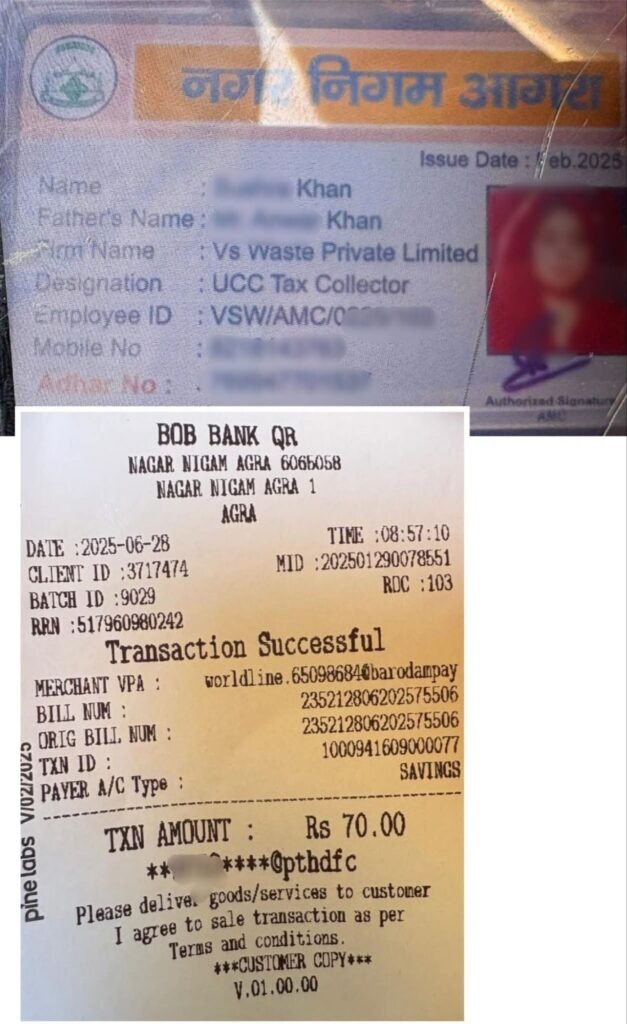 नगर निगम आगरा
Issue Date : Feb.2025
Name : Khan
Father's Name : Khan
Firm Name : Vs Waste Private Limited
Designation : UCC Tax Collector
Employee ID : VSW/AMC/
Mobile No :
Adhar No :
Authorized Signature
AMC
BOB BANK QR
NAGAR NIGAM AGRA 6065058
NAGAR NIGAM AGRA 1
AGRA
DATE :2025-06-28 TIME :08:57:10
CLIENT ID :3717474 MID :202501290078551
BATCH ID :9029 RDC :103
RRN :517960980242
Transaction Successful
MERCHANT VPA : worldline.65098684@barodampay
BILL NUM : 235212806202575506
ORIG BILL NUM : 235212806202575506
TXN ID : 1000941609000077
PAYER A/C Type : SAVINGS
TXN AMOUNT : Rs 70.00
** ****@pthdfc
Please deliver goods/services to customer
I agree to sale transaction as per
Terms and conditions.
***CUSTOMER COPY***
V.01.00.00
pine labs V/02/2025